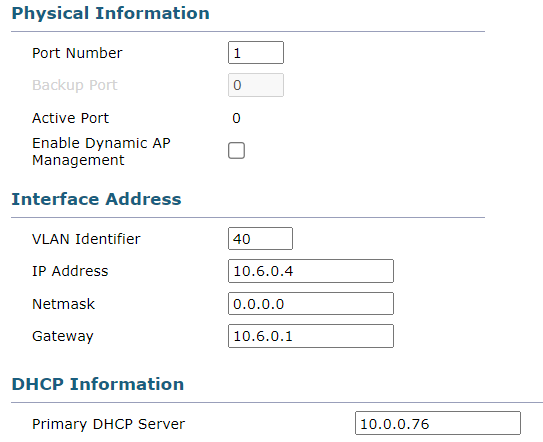 Physical Information
Port Number 1
Backup Port 0
Active Port 0
Enable Dynamic AP
Management
Interface Address
VLAN Identifier 40
IP Address 10.6.0.4
Netmask 0.0.0.0
Gateway 10.6.0.1
DHCP Information
Primary DHCP Server 10.0.0.76